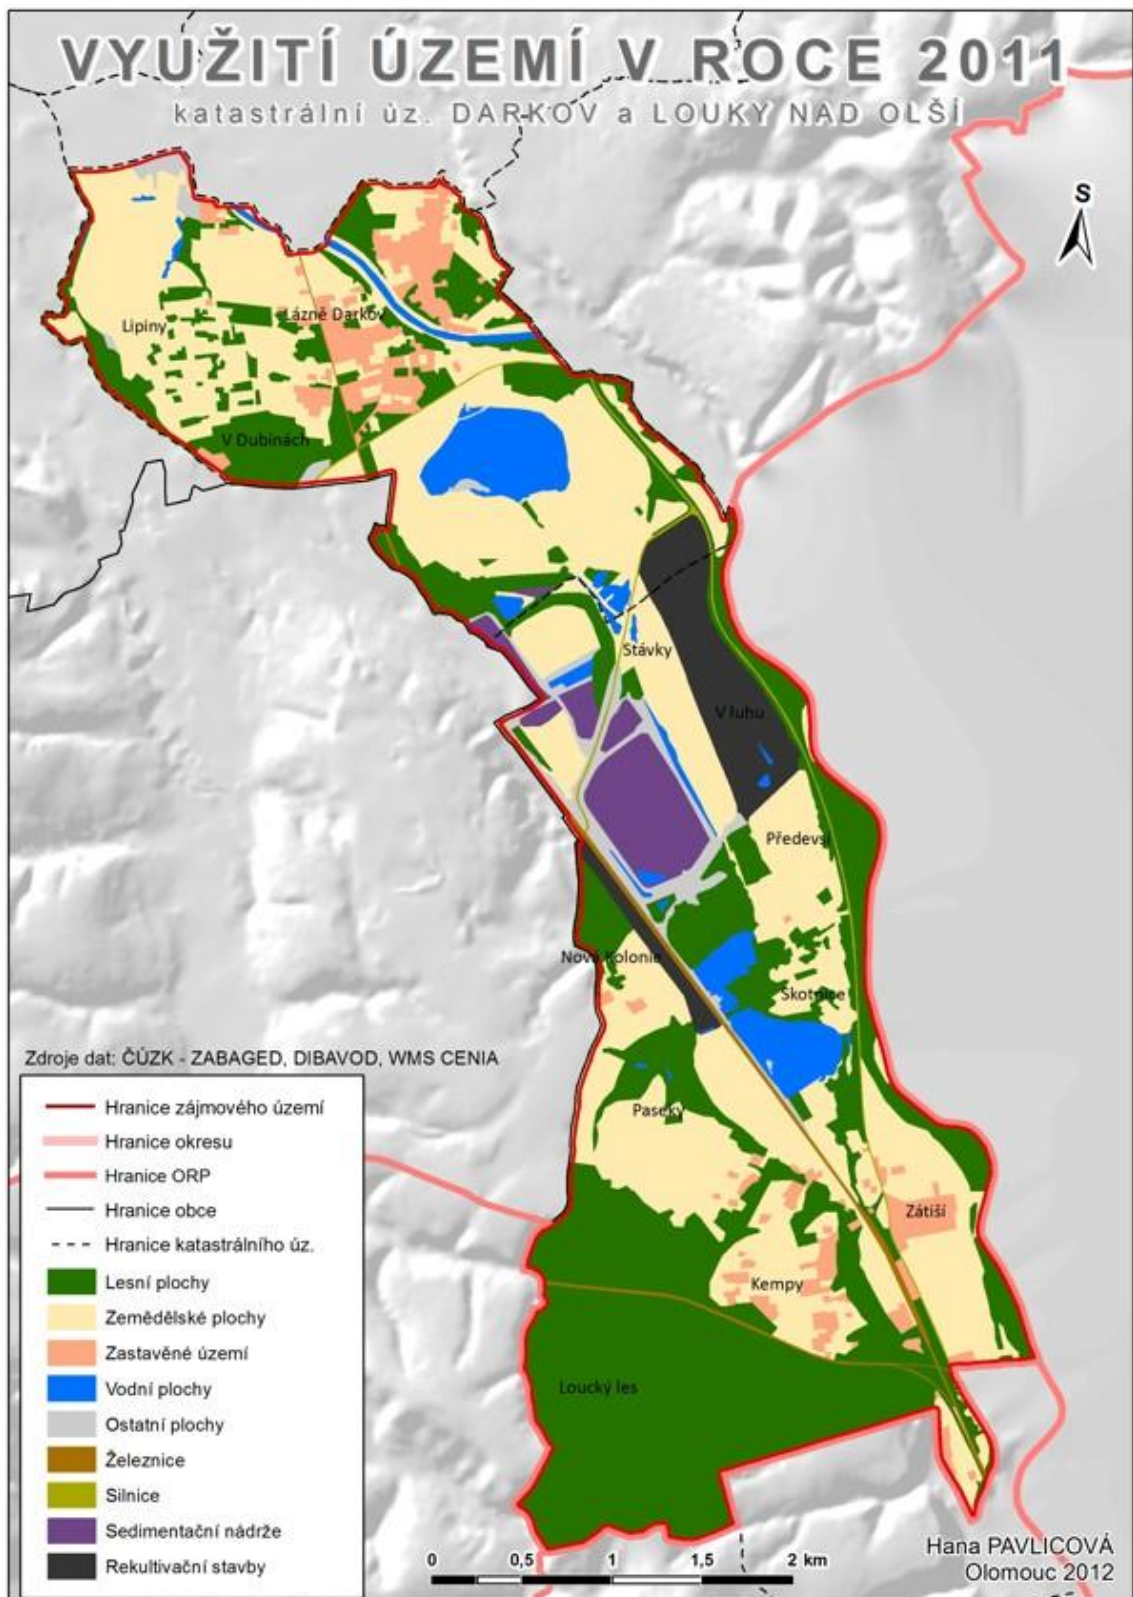 VYUŽITÍ ÚZEMÍ V ROCE 2011
katastrální úz. DARKOV a LOUKY NAD OLŠÍ
S
Lipiny
Lázně Darkov
V Dubinách
Stávky
V luhu
Předevsí
Nová Kolonie
Skotnice
Paseky
Zátiší
Kempy
Loucký les
Zdroje dat: ČÚZK - ZABAGED, DIBAVOD, WMS CENIA
Hranice zájmového území
Hranice okresu
Hranice ORP
Hranice obce
Hranice katastrálního úz.
Lesní plochy
Zemědělské plochy
Zastavěné území
Vodní plochy
Ostatní plochy
Železnice
Silnice
Sedimentační nádrže
Rekultivační stavby
0 0,5 1 1,5 2 km
Hana PAVLICOVÁ
Olomouc 2012